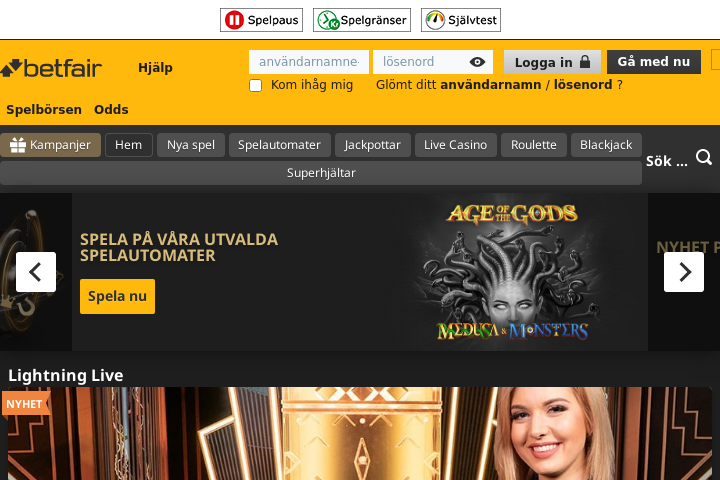 Spelpaus Spelgränser Självtest
betfair Hjälp användarnamne- lösenord Logga in Gå med nu
Kom ihåg mig Glömt ditt användarnamn / lösenord ?
Spelbörsen Odds
Kampanjer Hem Nya spel Spelautomater Jackpottar Live Casino Roulette Blackjack
Superhjältar
Sök ...
SPELA PÅ VÅRA UTVALDA
SPELAUTOMATER
Spela nu
AGE OF THE GODS
MEDUSA & MONSTERS
NYHET P
Lightning Live
NYHET